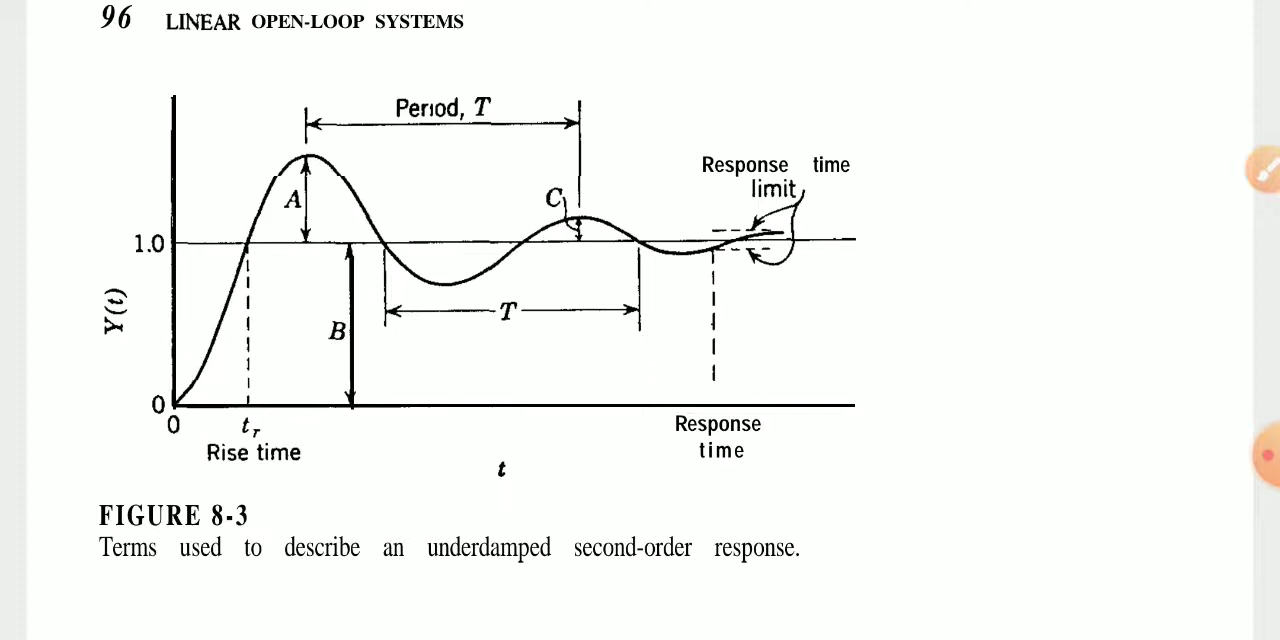 96 LINEAR OPEN-LOOP SYSTEMS
Period, T
Response time
limit
A
C
1.0
Y(t)
B
T
0
0
t_r
Rise time
Response
time
t
FIGURE 8-3
Terms used to describe an underdamped second-order response.